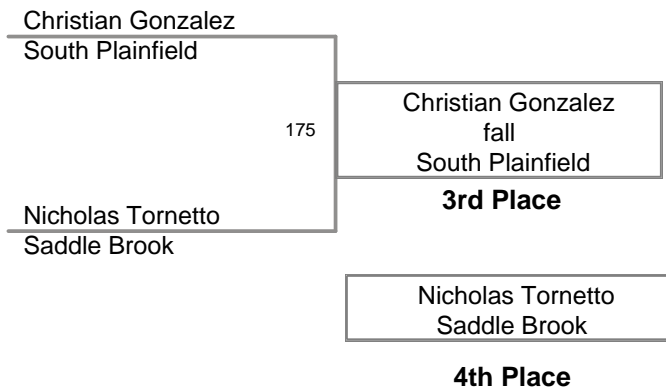 Christian Gonzalez
South Plainfield
175
Christian Gonzalez
fall
South Plainfield
3rd Place
Nicholas Tornetto
Saddle Brook
Nicholas Tornetto
Saddle Brook
4th Place